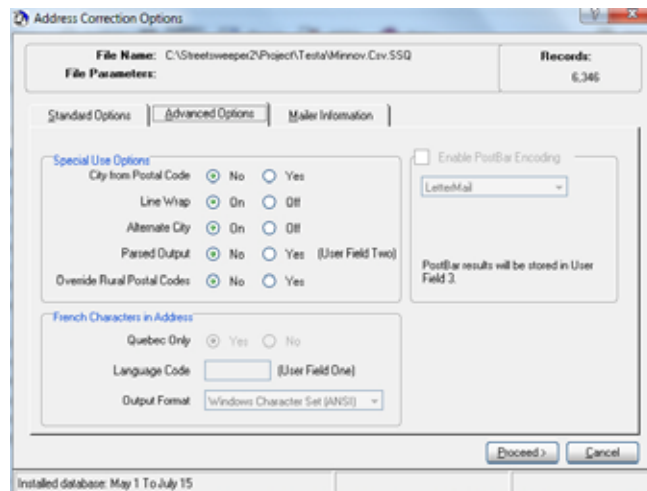 Address Correction Options
File Name: C:\Streetsweeper2\Project\Testa\Minnov.Csv.SSQ
File Parameters:
Records:
6,346
Standard Options
Advanced Options
Mailer Information
Special Use Options
City from Postal Code No Yes
Line Wrap On Off
Alternate City On Off
Parsed Output No Yes (User Field Two)
Override Rural Postal Codes No Yes
Enable PostBar Encoding
LetterMail
PostBar results will be stored in User
Field 3.
French Characters in Address
Quebec Only Yes No
Language Code (User Field One)
Output Format Windows Character Set (ANSI)
Proceed > Cancel
Installed database: May 1 To July 15